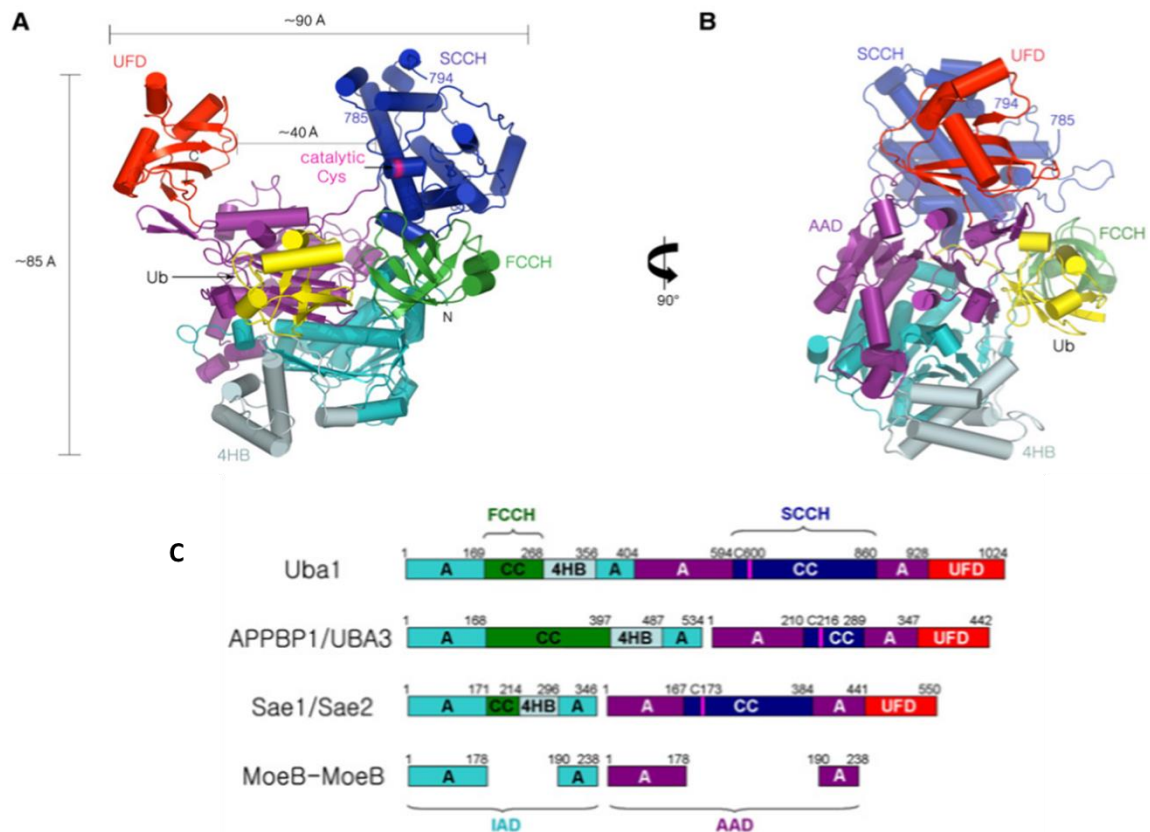 A
~90 A
UFD
SCCH
794
785
~40 A
catalytic
Cys
C
~85 A
Ub
FCCH
N
4HB
90°
B
SCCH
UFD
794
785
AAD
FCCH
Ub
4HB
C
FCCH SCCH
1 169 268 356 404 594 C600 860 928 1024
Uba1 A CC 4HB A A CC A UFD
1 168 397 487 534 1 210 C216 289 347 442
APPBP1/UBA3 A CC 4HB A A CC A UFD
1 171 214 296 346 1 167 C173 384 441 550
Sae1/Sae2 A CC 4HB A A CC A UFD
1 178 190 238 1 178 190 238
MoeB-MoeB A A A A
IAD AAD